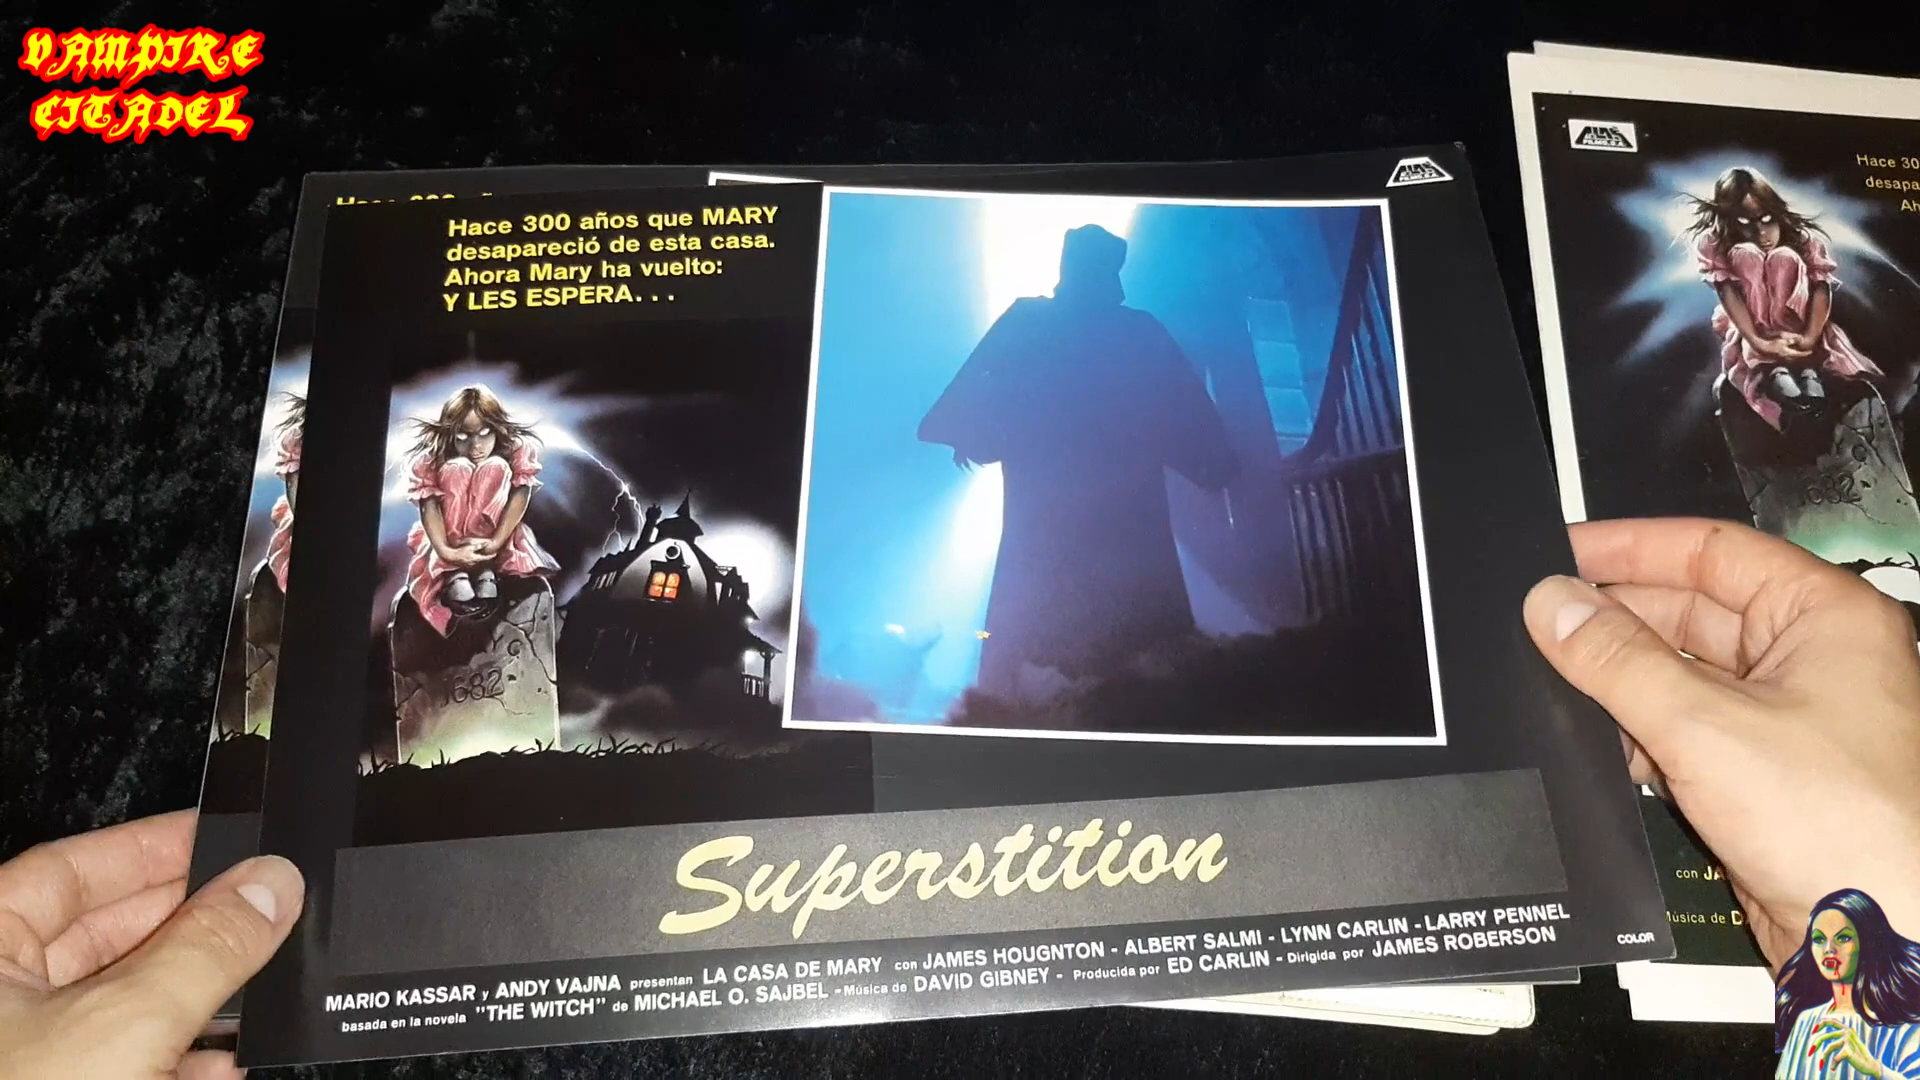 VAMPIRE
CITADEL
Hace 300 años que MARY
desapareció de esta casa.
Ahora Mary ha vuelto:
Y LES ESPERA...
1682
Superstition
MARIO KASSAR y ANDY VAJNA presentan LA CASA DE MARY con JAMES HOUGNTON - ALBERT SALMI - LYNN CARLIN - LARRY PENNEL
basada en la novela "THE WITCH" de MICHAEL O. SAJBEL - Música de DAVID GIBNEY - Producida por ED CARLIN - Dirigida por JAMES ROBERSON
COLOR
FILMS, S.A.
Hace 30
desapa
Ah
1682
con JA
Música de D